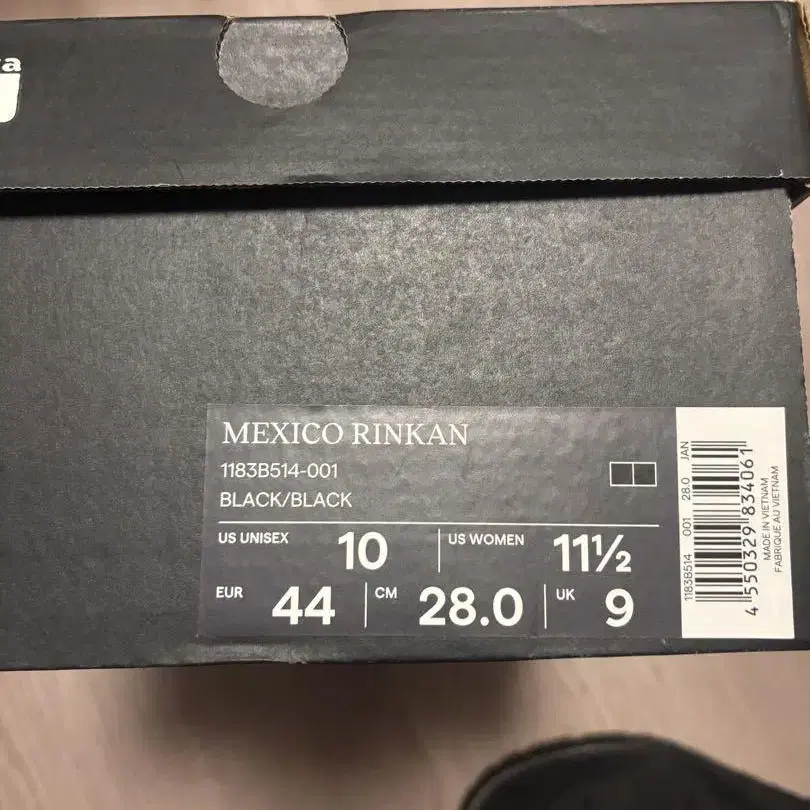 MEXICO RINKAN
1183B514-001
BLACK/BLACK
US UNISEX 10 US WOMEN 11½
EUR 44 CM 28.0 UK 9
1183B514 001 28.0 JAN
4 550329 834061
MADE IN VIETNAM
FABRIQUE AU VIETNAM